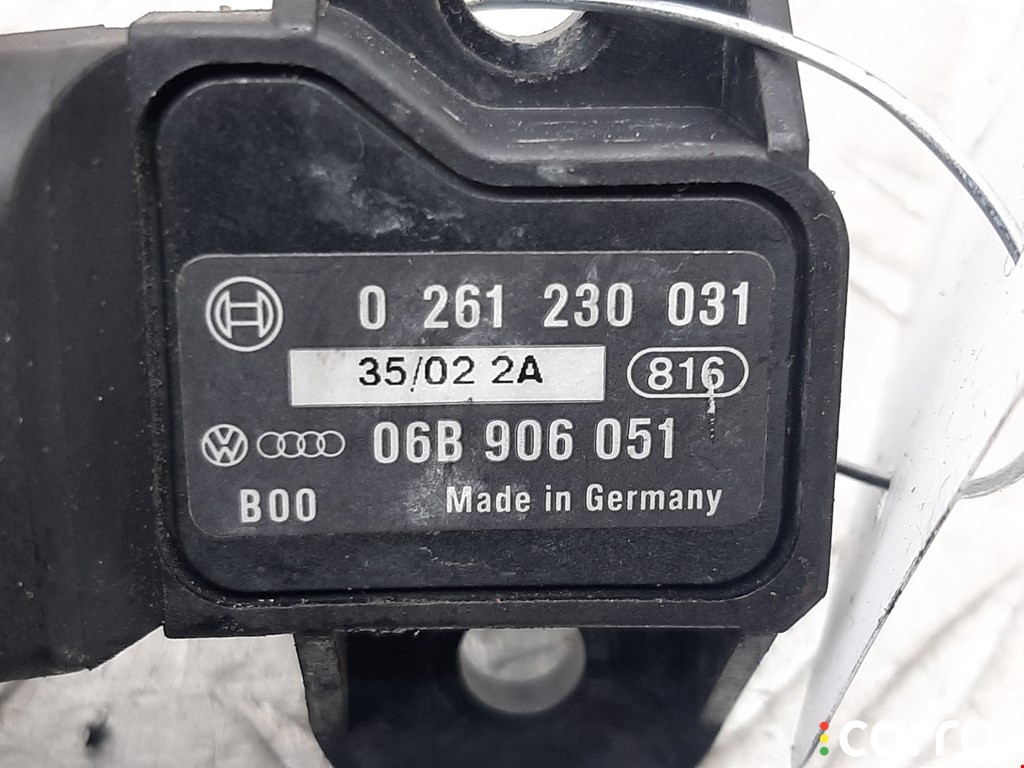 0 261 230 031
35/02 2A 816
06B 906 051
B00 Made in Germany